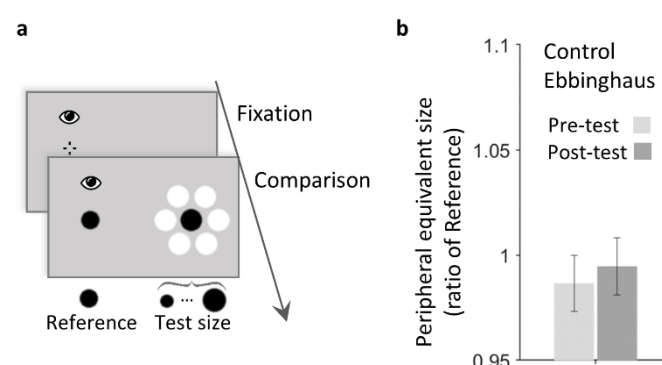 a
Fixation
Comparison
...
Reference Test size
b
Peripheral equivalent size
(ratio of Reference)
1.1
1.05
1
0.95
Control
Ebbinghaus
Pre-test
Post-test